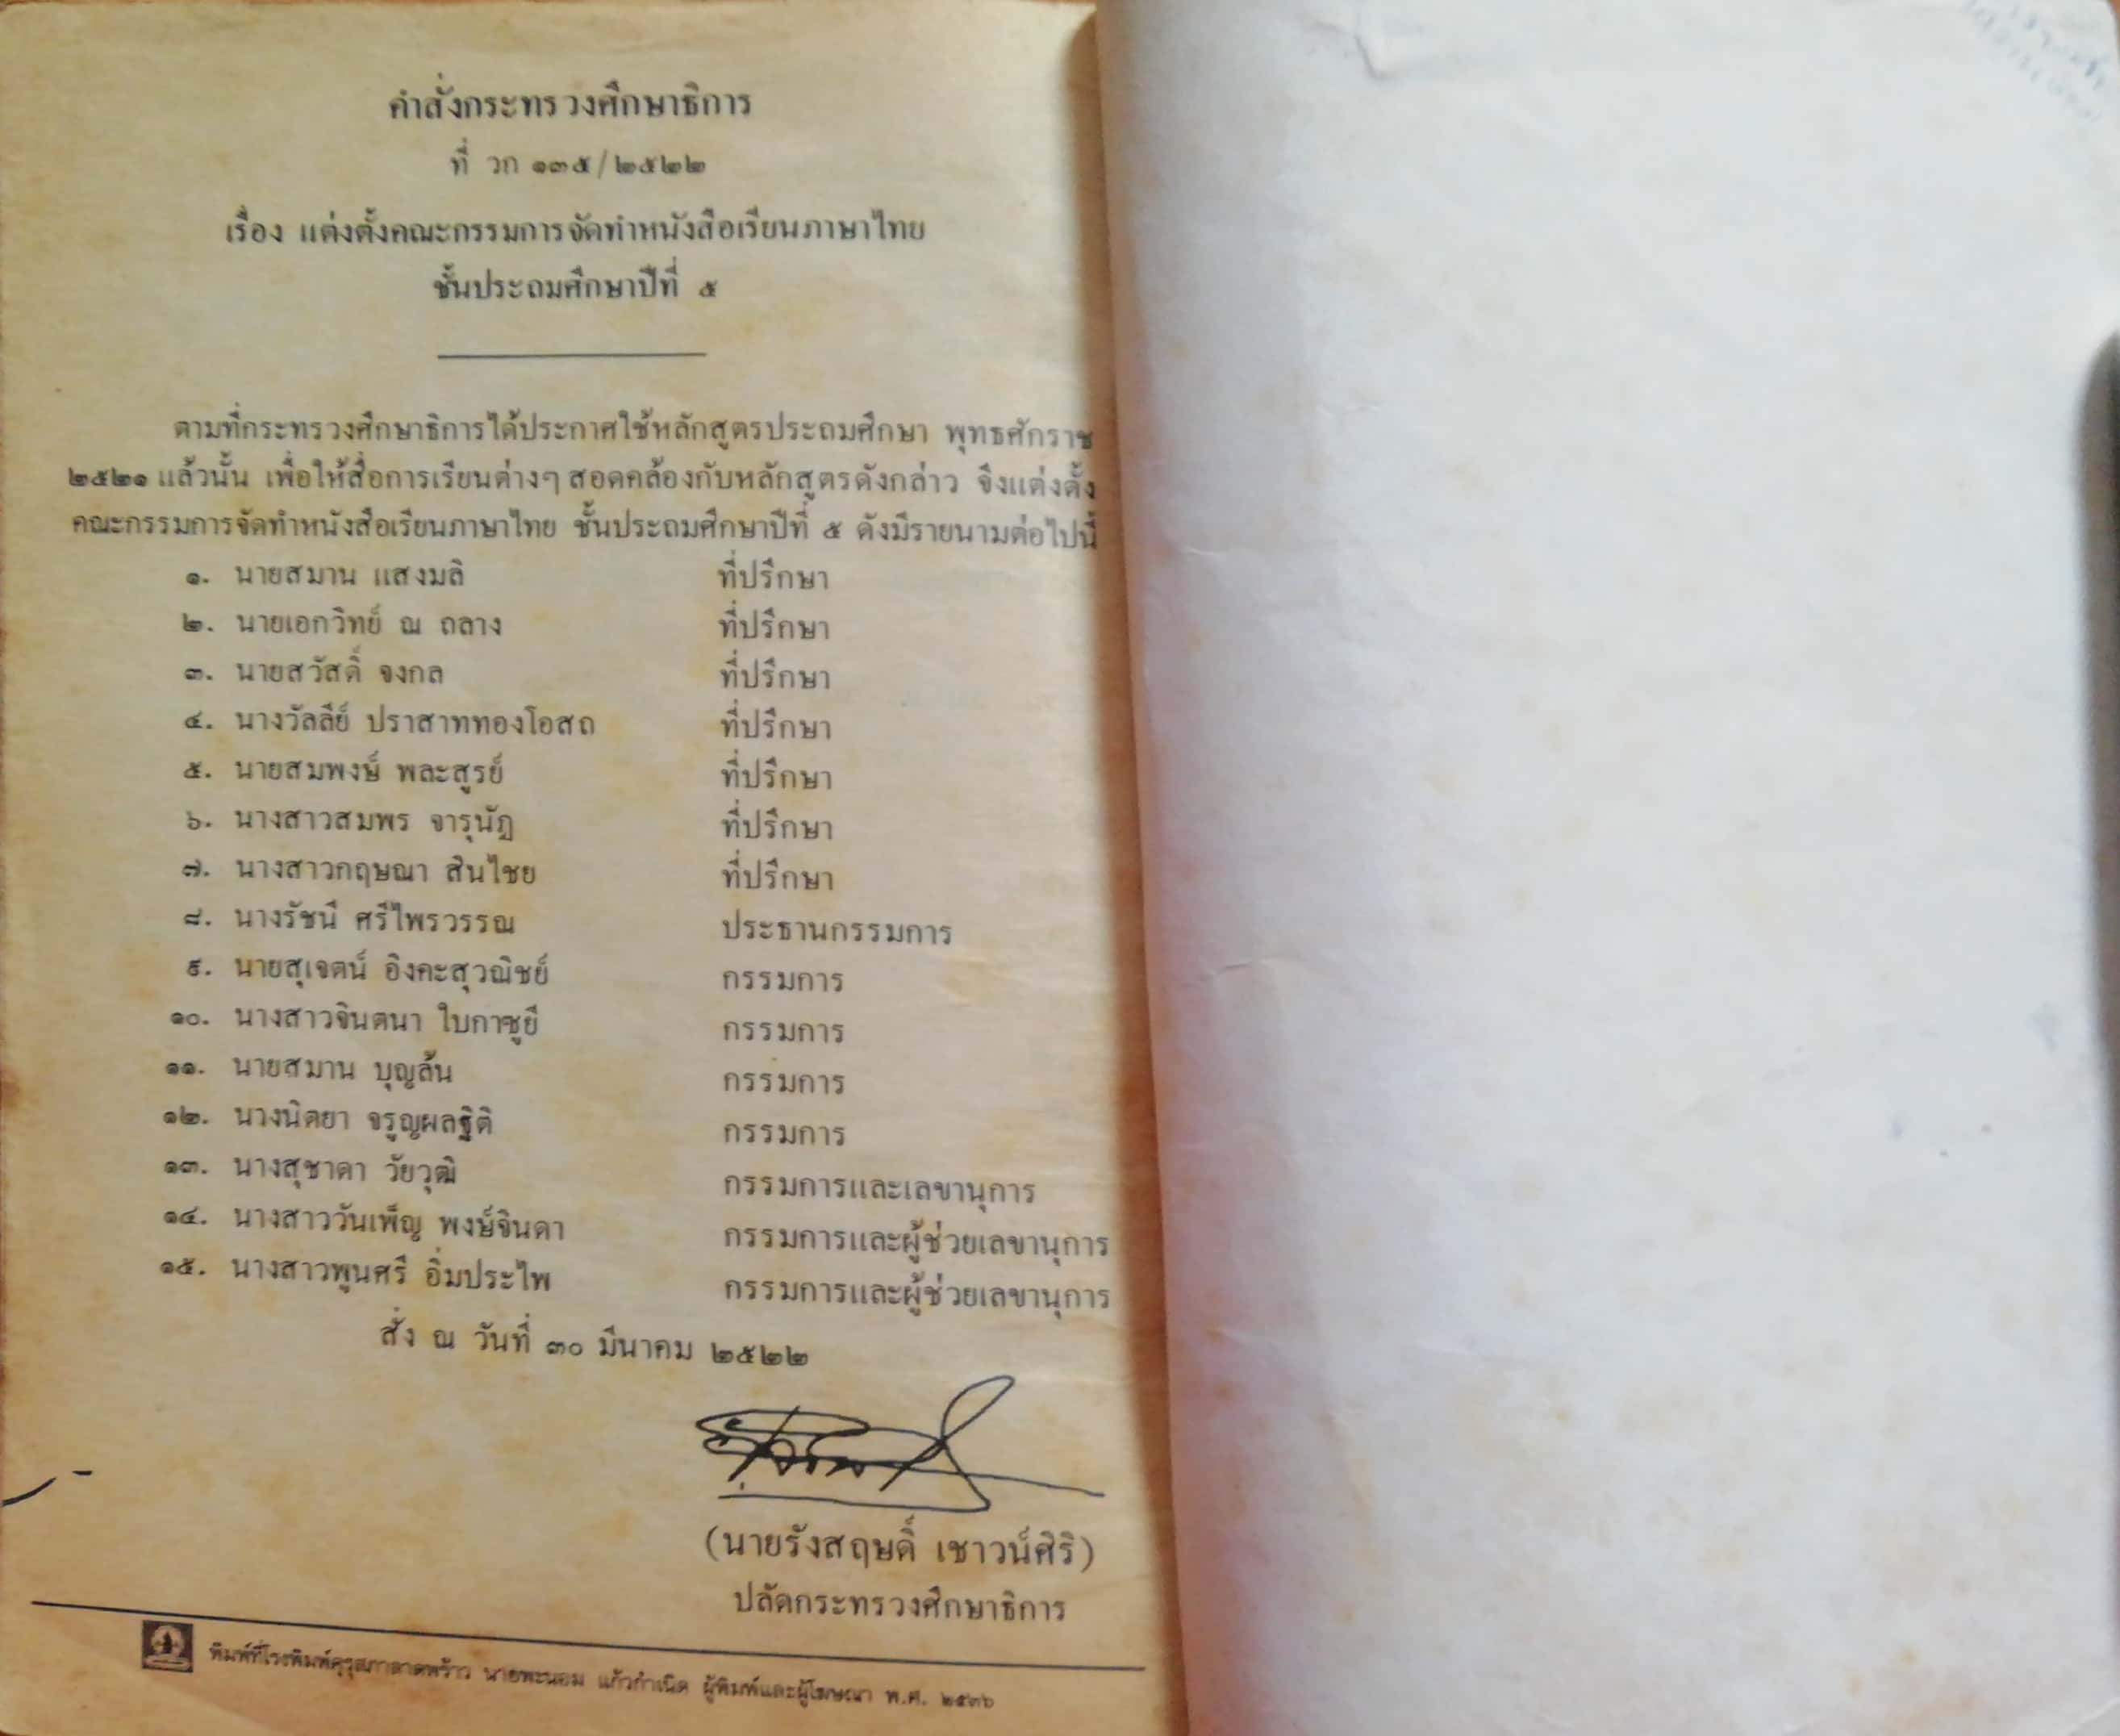 คำสั่งกระทรวงศึกษาธิการ
ที่ วก ๑๓๕/๒๕๒๒
เรื่อง แต่งตั้งคณะกรรมการจัดทำหนังสือเรียนภาษาไทย
ชั้นประถมศึกษาปีที่ ๕
ตามที่กระทรวงศึกษาธิการได้ประกาศใช้หลักสูตรประถมศึกษา พุทธศักราช
๒๕๒๑ แล้วนั้น เพื่อให้สื่อการเรียนต่างๆ สอดคล้องกับหลักสูตรดังกล่าว จึงแต่งตั้ง
คณะกรรมการจัดทำหนังสือเรียนภาษาไทย ชั้นประถมศึกษาปีที่ ๕ ดังมีรายนามต่อไปนี้
๑. นายสมาน แสงมลิ ที่ปรึกษา
๒. นายเอกวิทย์ ณ ถลาง ที่ปรึกษา
๓. นายสวัสดิ์ จงกล ที่ปรึกษา
๔. นางวัลลีย์ ปราสาททองโอสถ ที่ปรึกษา
๕. นายสมพงษ์ พละสูรย์ ที่ปรึกษา
๖. นางสาวสมพร จารุนัฏ ที่ปรึกษา
๗. นางสาวกฤษณา สินไชย ที่ปรึกษา
๘. นางรัชนี ศรีไพรวรรณ ประธานกรรมการ
๙. นายสุเจตน์ อิงคะสุวณิชย์ กรรมการ
๑๐. นางสาวจินตนา ใบกาซูยี กรรมการ
๑๑. นายสมาน บุญล้น กรรมการ
๑๒. นวงนิตยา จรูญผลฐิติ กรรมการ
๑๓. นางสุชาดา วัยวุฒิ กรรมการและเลขานุการ
๑๔. นางสาววันเพ็ญ พงษ์จินดา กรรมการและผู้ช่วยเลขานุการ
๑๕. นางสาวพูนศรี อิ่มประไพ กรรมการและผู้ช่วยเลขานุการ
สั่ง ณ วันที่ ๓๐ มีนาคม ๒๕๒๒
(นายรังสฤษดิ์ เชาวน์ศิริ)
ปลัดกระทรวงศึกษาธิการ
พิมพ์ที่โรงพิมพ์คุรุสภาลาดพร้าว นายพะนอม แก้วกำเนิด ผู้พิมพ์และผู้โฆษณา พ.ศ. ๒๕๓๖